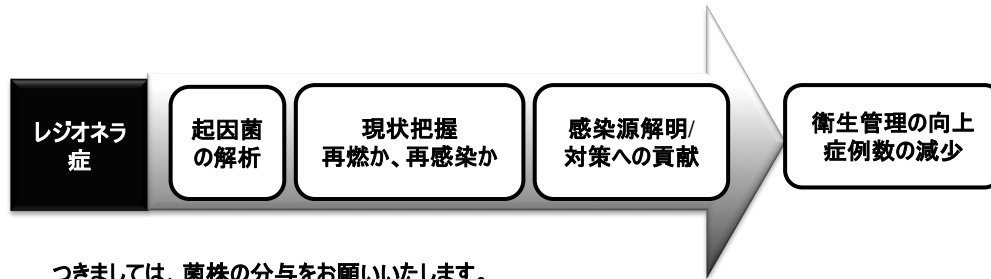 レジオネラ
症
起因菌
の解析
現状把握
再燃か、再感染か
感染源解明/
対策への貢献
衛生管理の向上
症例数の減少
つきましては、菌株の分与をお願いいたします。